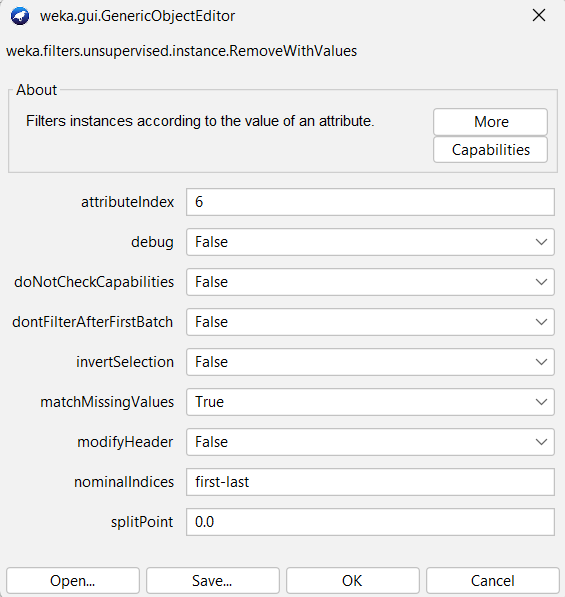 weka.gui.GenericObjectEditor
weka.filters.unsupervised.instance.RemoveWithValues
About
Filters instances according to the value of an attribute.
More
Capabilities
attributeIndex 6
debug False
doNotCheckCapabilities False
dontFilterAfterFirstBatch False
invertSelection False
matchMissingValues True
modifyHeader False
nominalIndices first-last
splitPoint 0.0
Open... Save... OK Cancel